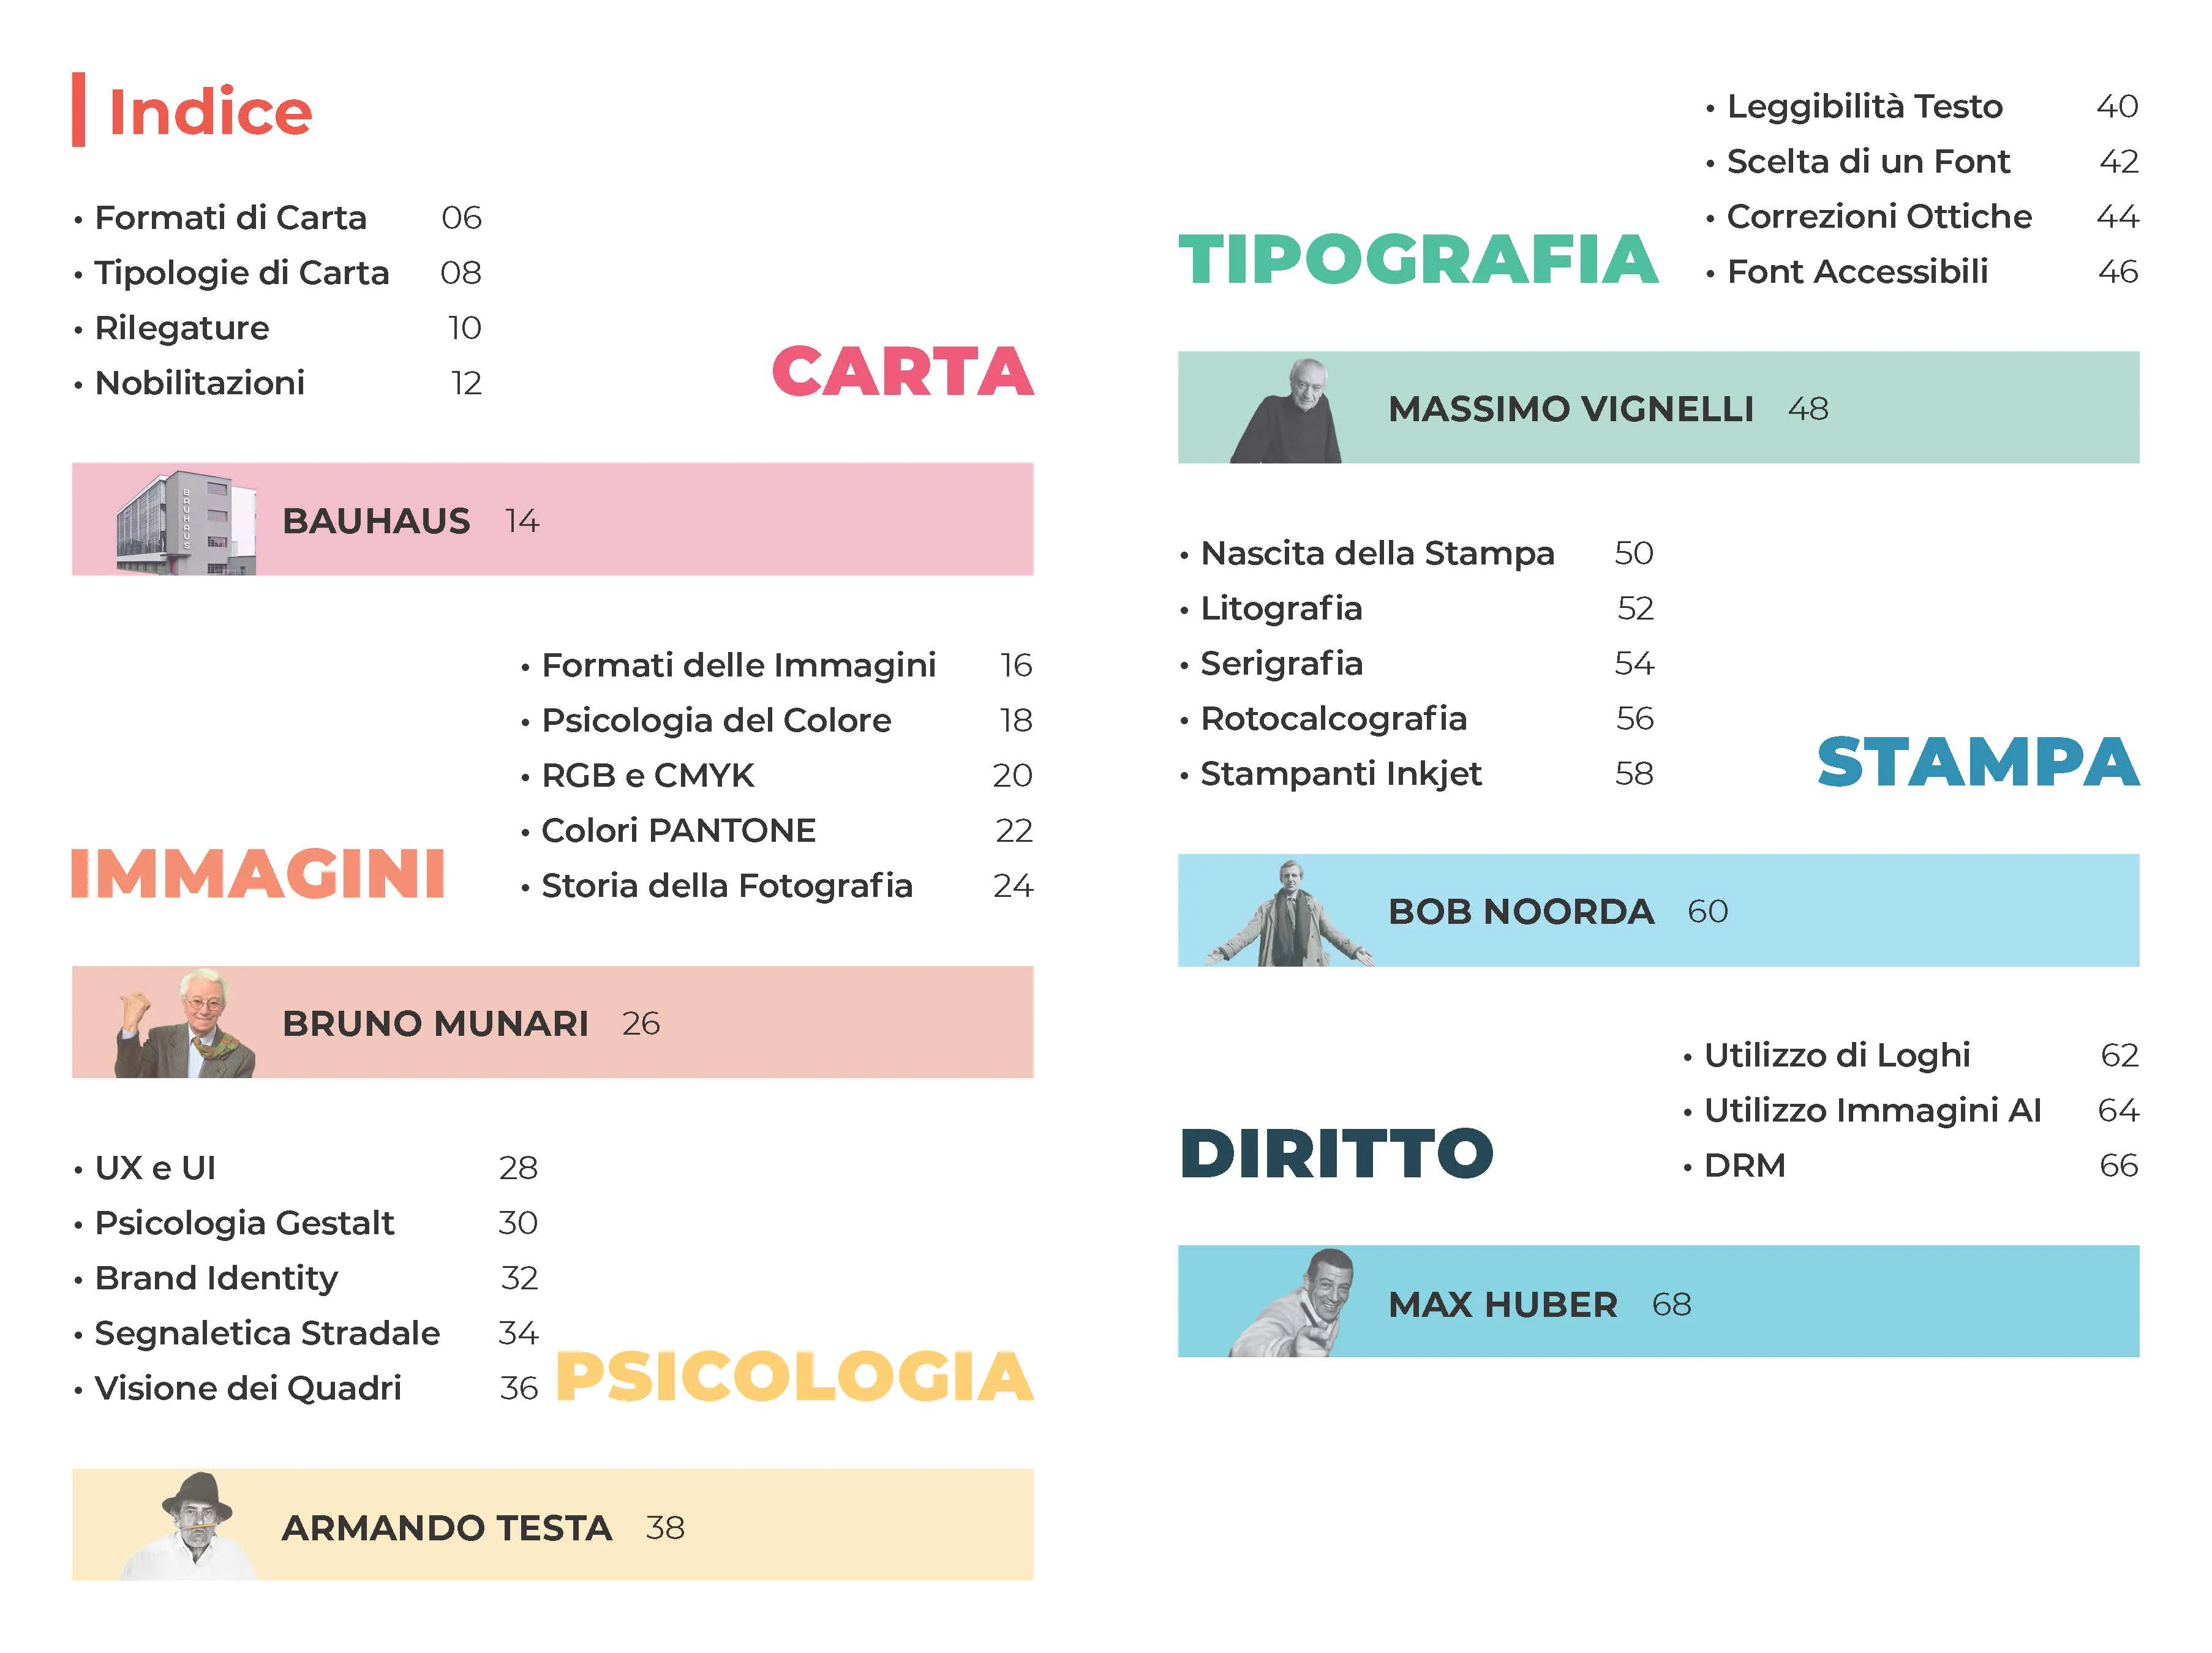 Indice
• Formati di Carta 06
• Tipologie di Carta 08
• Rilegature 10
• Nobilitazioni 12
CARTA
BAUHAUS
BAUHAUS 14
• Formati delle Immagini 16
• Psicologia del Colore 18
• RGB e CMYK 20
• Colori PANTONE 22
• Storia della Fotografia 24
IMMAGINI
BRUNO MUNARI 26
• UX e UI 28
• Psicologia Gestalt 30
• Brand Identity 32
• Segnaletica Stradale 34
• Visione dei Quadri 36
PSICOLOGIA
ARMANDO TESTA 38
• Leggibilità Testo 40
• Scelta di un Font 42
• Correzioni Ottiche 44
• Font Accessibili 46
TIPOGRAFIA
MASSIMO VIGNELLI 48
• Nascita della Stampa 50
• Litografia 52
• Serigrafia 54
• Rotocalcografia 56
• Stampanti Inkjet 58
STAMPA
BOB NOORDA 60
• Utilizzo di Loghi 62
• Utilizzo Immagini AI 64
• DRM 66
DIRITTO
MAX HUBER 68